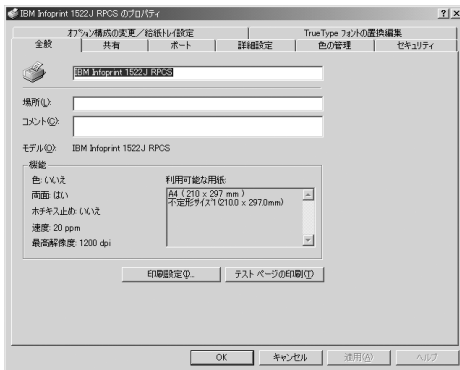 IBM Infoprint 1522J RPCS のプロパティ
オプション構成の変更／給紙トレイ設定 TrueType フォントの置換編集
全般 共有 ポート 詳細設定 色の管理 セキュリティ
IBM Infoprint 1522J RPCS
場所(L):
コメント(C):
モデル(O): IBM Infoprint 1522J RPCS
機能
色: いいえ 利用可能な用紙:
両面: はい A4 (210 x 297 mm)
ホチキス止め: いいえ 不定形サイズ1(210.0 x 297.0mm)
速度: 20 ppm
最高解像度: 1200 dpi
印刷設定(I)... テスト ページの印刷(T)
OK キャンセル 適用(A) ヘルプ